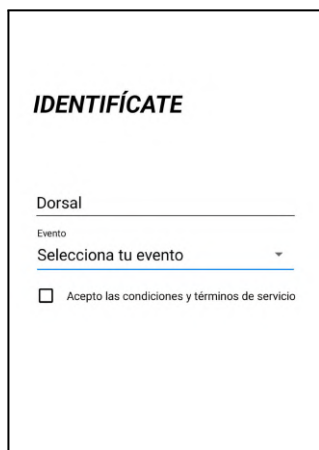 IDENTIFÍCATE
Dorsal
Evento
Selecciona tu evento
Acepto las condiciones y términos de servicio